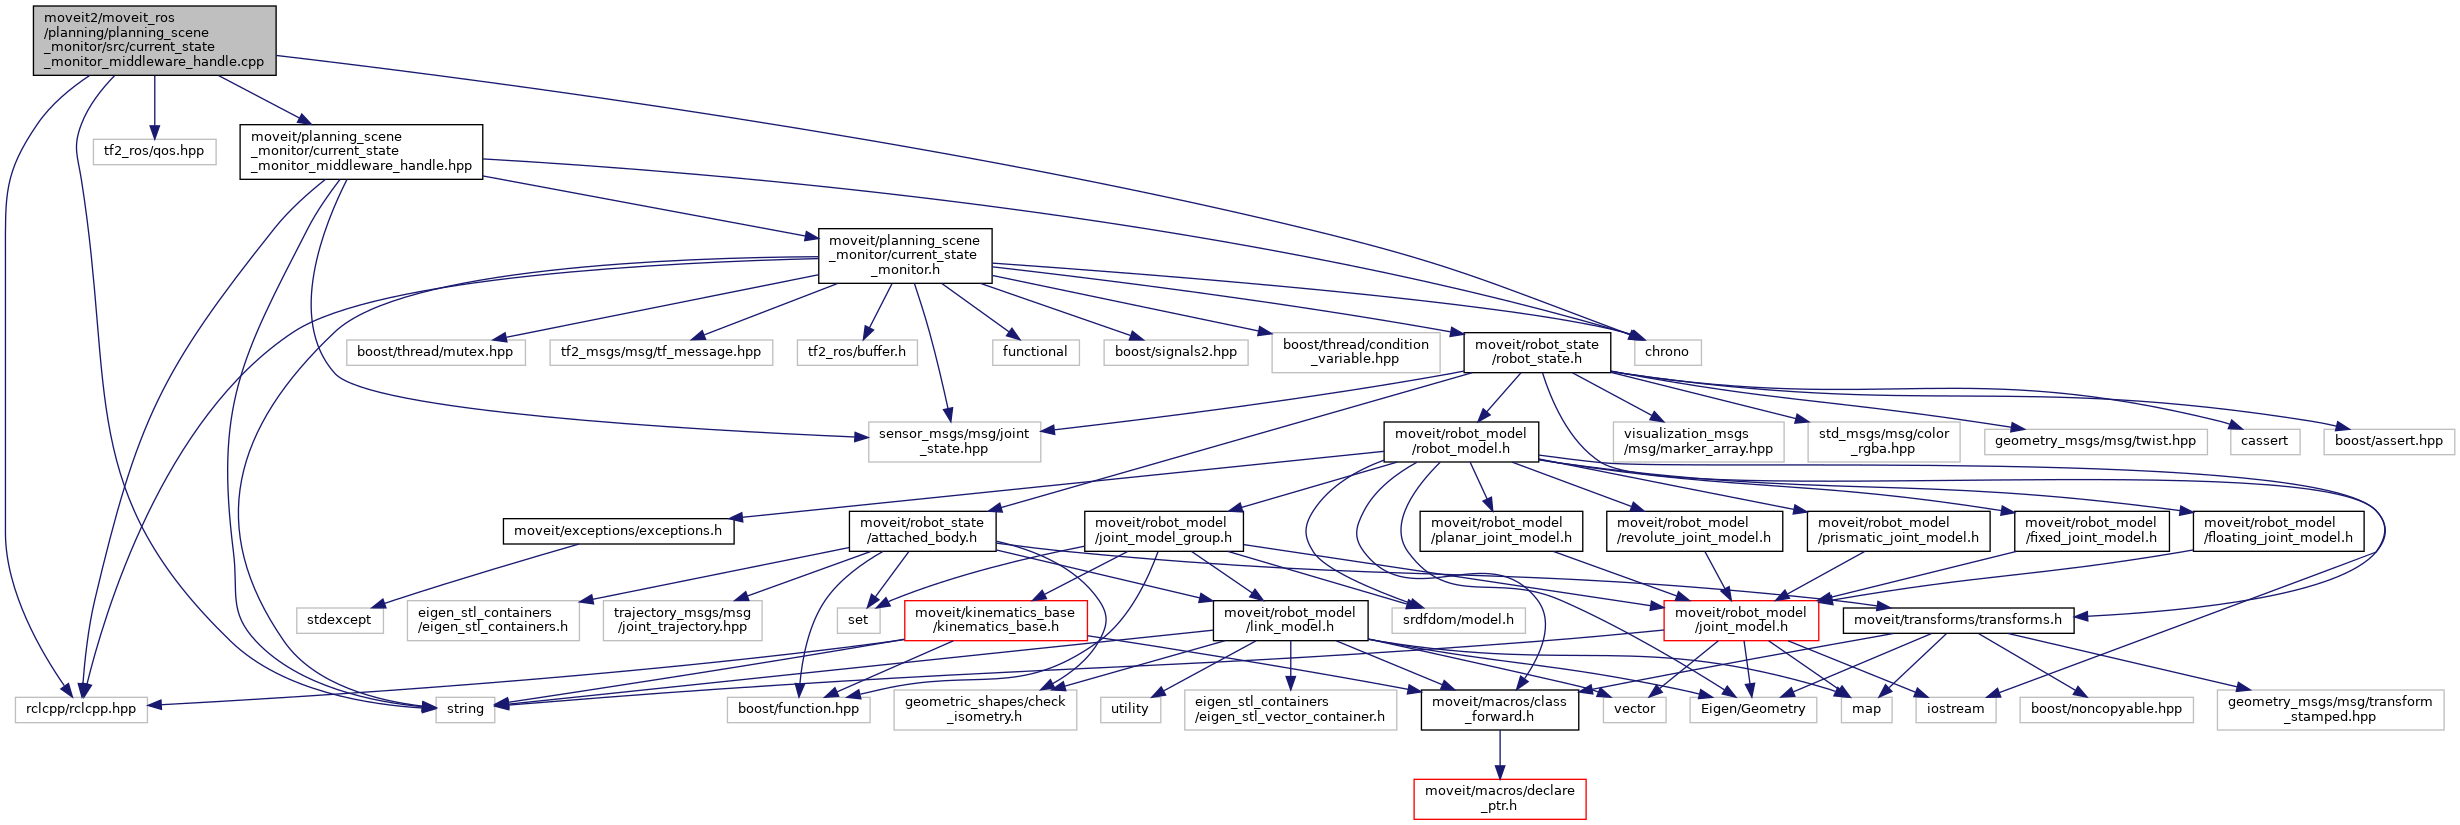 moveit2/moveit_ros
/planning/planning_scene
_monitor/src/current_state
_monitor_middleware_handle.cpp
tf2_ros/qos.hpp
moveit/planning_scene
_monitor/current_state
_monitor_middleware_handle.hpp
moveit/planning_scene
_monitor/current_state
_monitor.h
boost/thread/mutex.hpp
tf2_msgs/msg/tf_message.hpp
tf2_ros/buffer.h
functional
boost/signals2.hpp
boost/thread/condition
_variable.hpp
moveit/robot_state
/robot_state.h
chrono
sensor_msgs/msg/joint
_state.hpp
moveit/robot_model
/robot_model.h
visualization_msgs
/msg/marker_array.hpp
std_msgs/msg/color
_rgba.hpp
geometry_msgs/msg/twist.hpp
cassert
boost/assert.hpp
moveit/exceptions/exceptions.h
moveit/robot_state
/attached_body.h
moveit/robot_model
/joint_model_group.h
moveit/robot_model
/planar_joint_model.h
moveit/robot_model
/revolute_joint_model.h
moveit/robot_model
/prismatic_joint_model.h
moveit/robot_model
/fixed_joint_model.h
moveit/robot_model
/floating_joint_model.h
stdexcept
eigen_stl_containers
/eigen_stl_containers.h
trajectory_msgs/msg
/joint_trajectory.hpp
set
moveit/kinematics_base
/kinematics_base.h
moveit/robot_model
/link_model.h
srdfdom/model.h
moveit/robot_model
/joint_model.h
moveit/transforms/transforms.h
rclcpp/rclcpp.hpp
string
boost/function.hpp
geometric_shapes/check
_isometry.h
utility
eigen_stl_containers
/eigen_stl_vector_container.h
moveit/macros/class
_forward.h
vector
Eigen/Geometry
map
iostream
boost/noncopyable.hpp
geometry_msgs/msg/transform
_stamped.hpp
moveit/macros/declare
_ptr.h